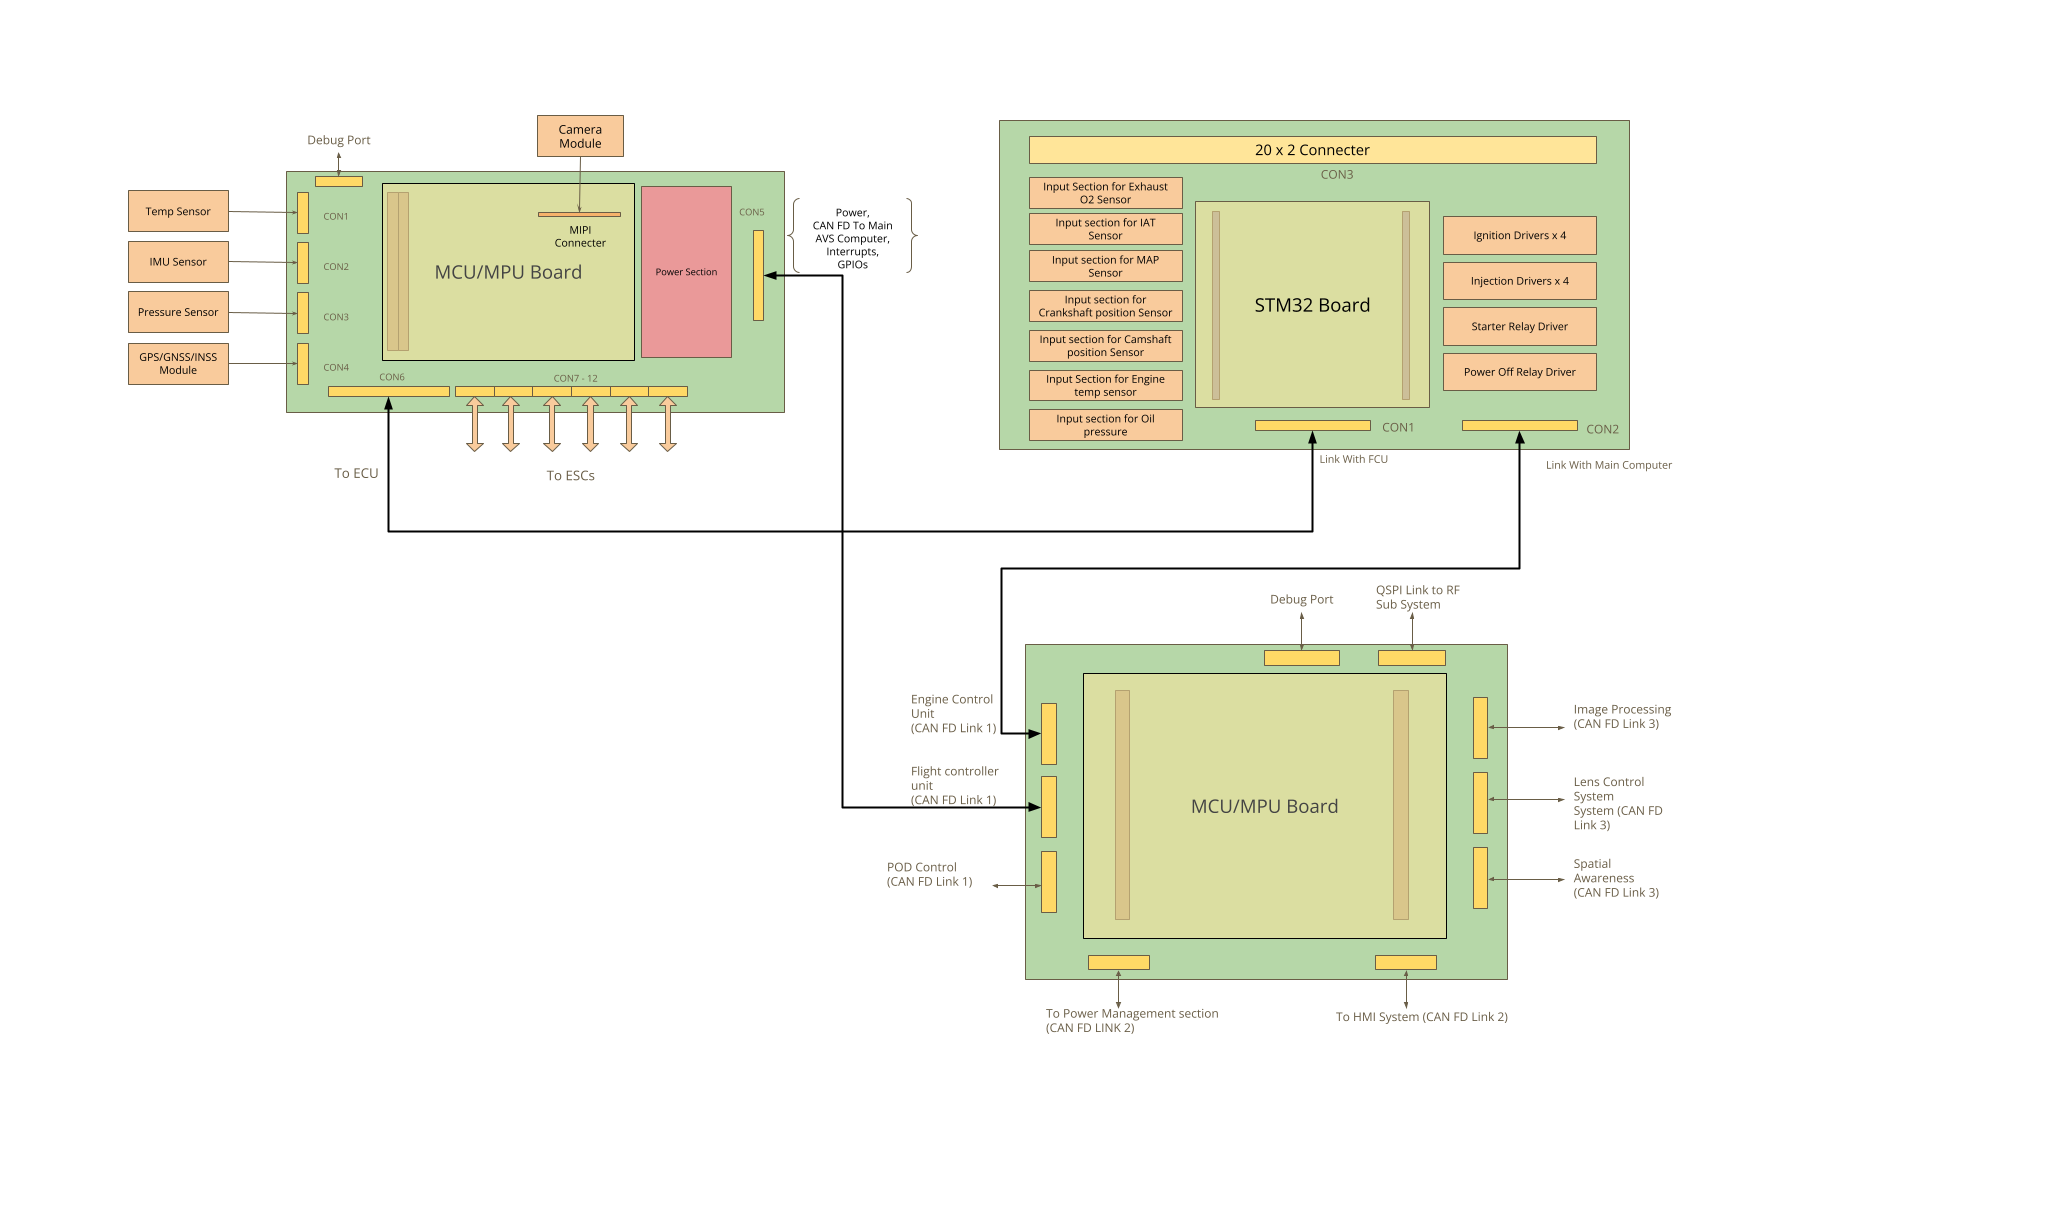 Camera
Module
Debug Port
Temp Sensor
IMU Sensor
Pressure Sensor
GPS/GNSS/INSS
Module
CON1
CON2
CON3
CON4
MIPI
Connecter
MCU/MPU Board
Power Section
CON5
CON6
CON7 - 12
To ECU
To ESCs
Power,
CAN FD To Main
AVS Computer,
Interrupts,
GPIOs
20 x 2 Connecter
CON3
Input Section for Exhaust
O2 Sensor
Input section for IAT
Sensor
Input section for MAP
Sensor
Input section for
Crankshaft position Sensor
Input section for Camshaft
position Sensor
Input Section for Engine
temp sensor
Input section for Oil
pressure
STM32 Board
Ignition Drivers x 4
Injection Drivers x 4
Starter Relay Driver
Power Off Relay Driver
CON1
CON2
Link With FCU
Link With Main Computer
Debug Port
QSPI Link to RF
Sub System
Engine Control
Unit
(CAN FD Link 1)
Flight controller
unit
(CAN FD Link 1)
POD Control
(CAN FD Link 1)
MCU/MPU Board
Image Processing
(CAN FD Link 3)
Lens Control
System
System (CAN FD
Link 3)
Spatial
Awareness
(CAN FD Link 3)
To Power Management section
(CAN FD LINK 2)
To HMI System (CAN FD Link 2)